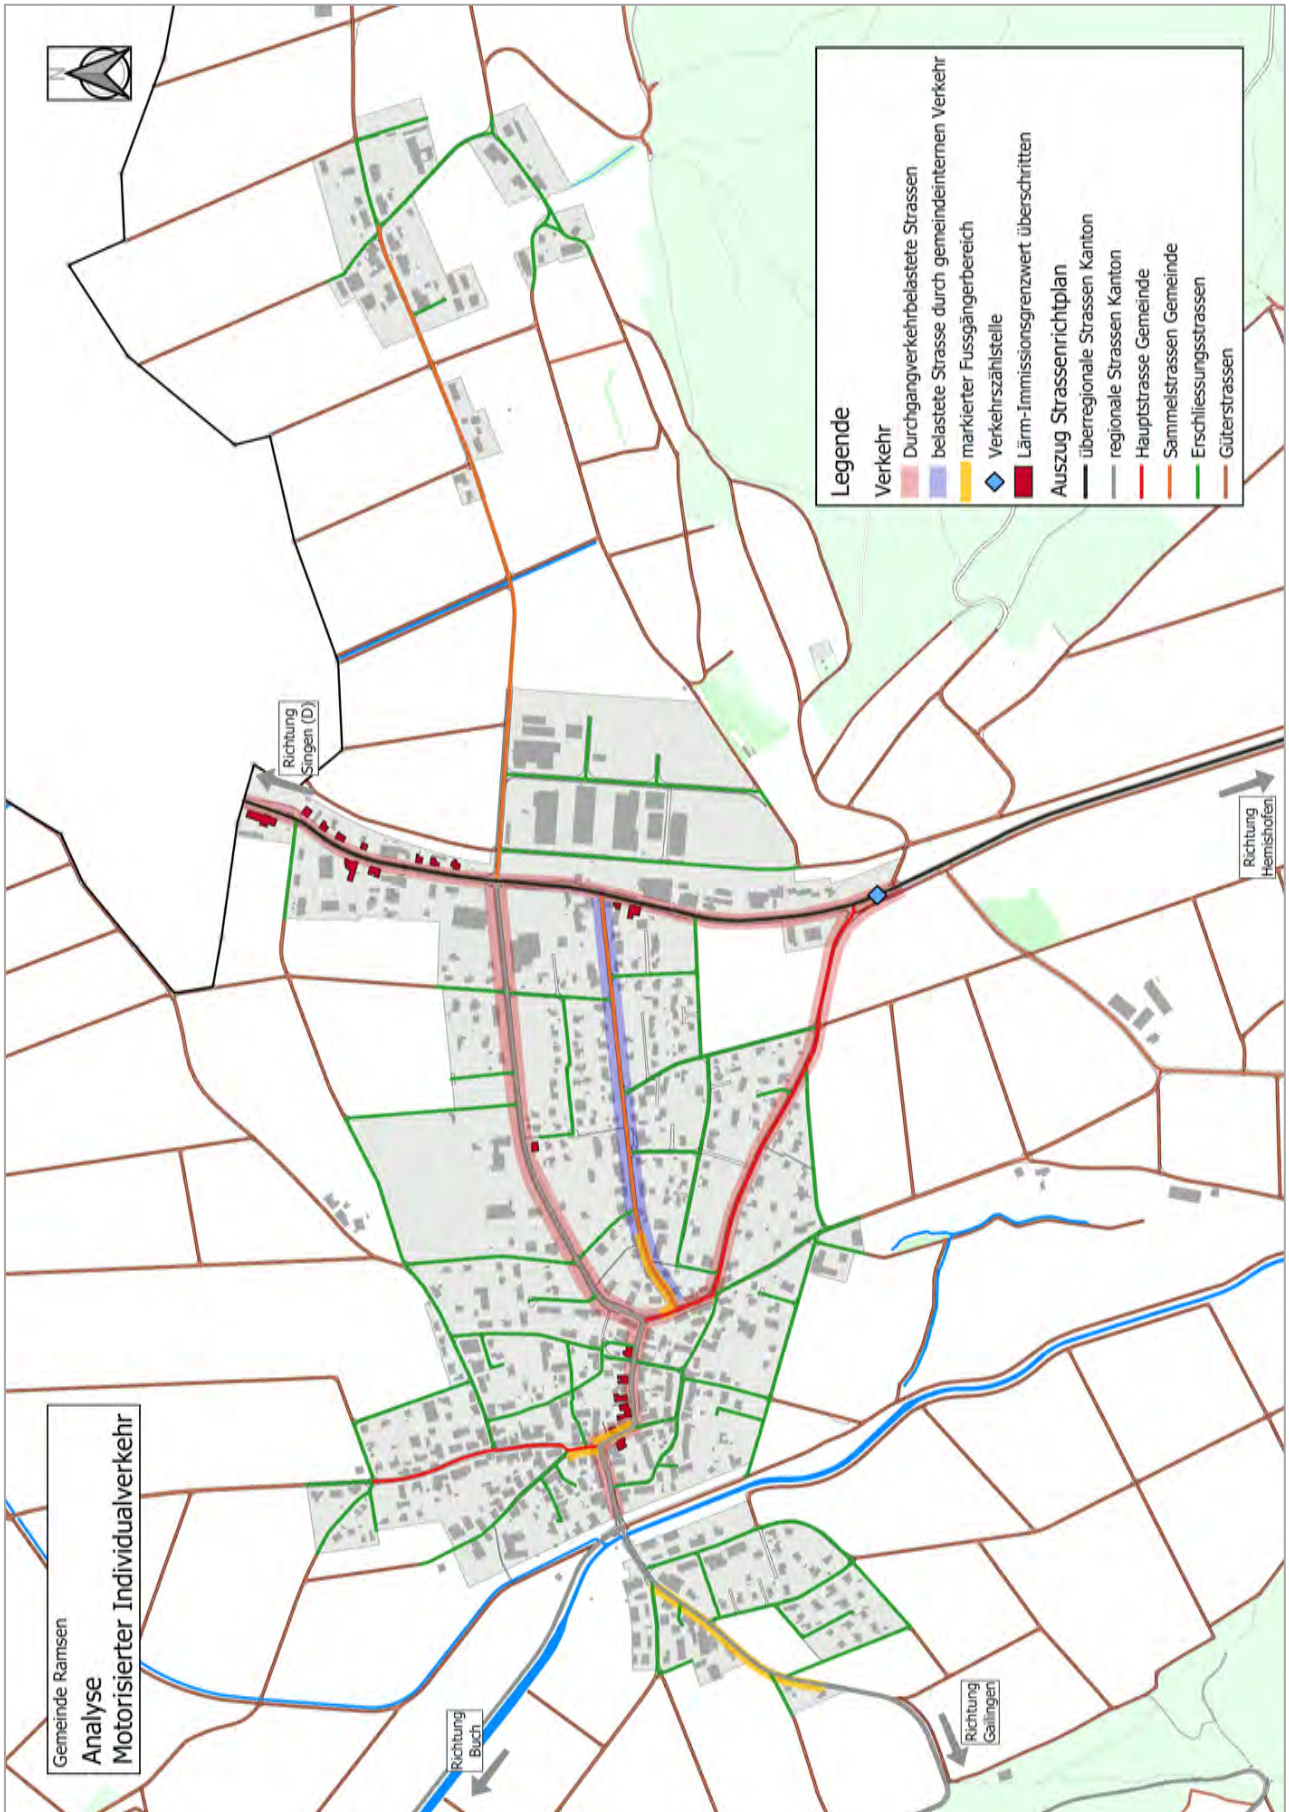 Gemeinde Ramsen
Analyse
Motorisierter Individualverkehr
N
Richtung
Singen (D)
Richtung
Hemishofen
Richtung
Buch
Richtung
Gailingen
Legende
Verkehr
Durchgangverkehrbelastete Strassen
belastete Strasse durch gemeindeinternen Verkehr
markierter Fussgängerbereich
Verkehrszählstelle
Lärm-Immissionsgrenzwert überschritten
Auszug Strassenrichtplan
überregionale Strassen Kanton
regionale Strassen Kanton
Hauptstrasse Gemeinde
Sammelstrassen Gemeinde
Erschliessungsstrassen
Güterstrassen